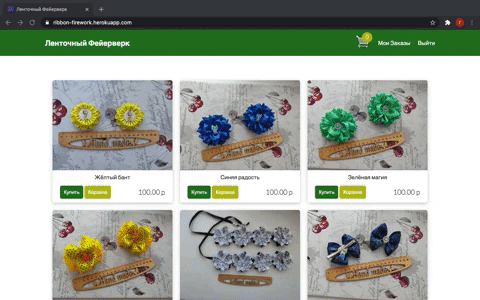 Ленточный Фейерверк
ribbon-firework.herokuapp.com
Ленточный Фейерверк
0
Мои Заказы
Выйти
Жёлтый бант
Синяя радость
Зелёная магия
Купить
Корзина
100.00 р
Купить
Корзина
100.00 р
Купить
Корзина
100.00 р